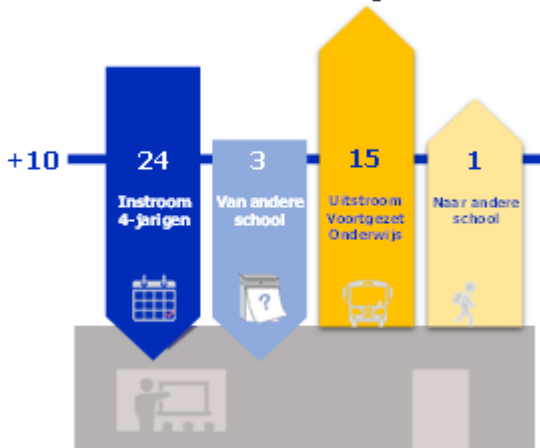 +10
24
Instroom
4-jarigen
3
Van andere
school
15
Uitstroom
Voortgezet
Onderwijs
1
Naar andere
school
?